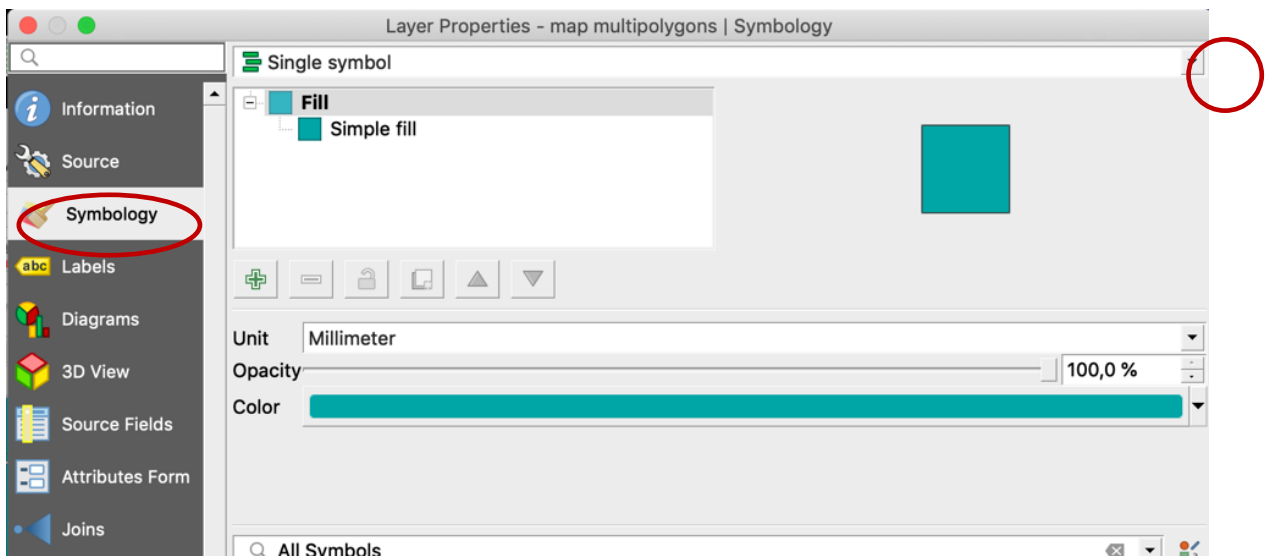 Layer Properties - map multipolygons | Symbology
Single symbol
Information
Source
Symbology
abc Labels
Diagrams
3D View
Source Fields
Attributes Form
Joins
Fill
Simple fill
Unit Millimeter
Opacity 100,0 %
Color
All Symbols